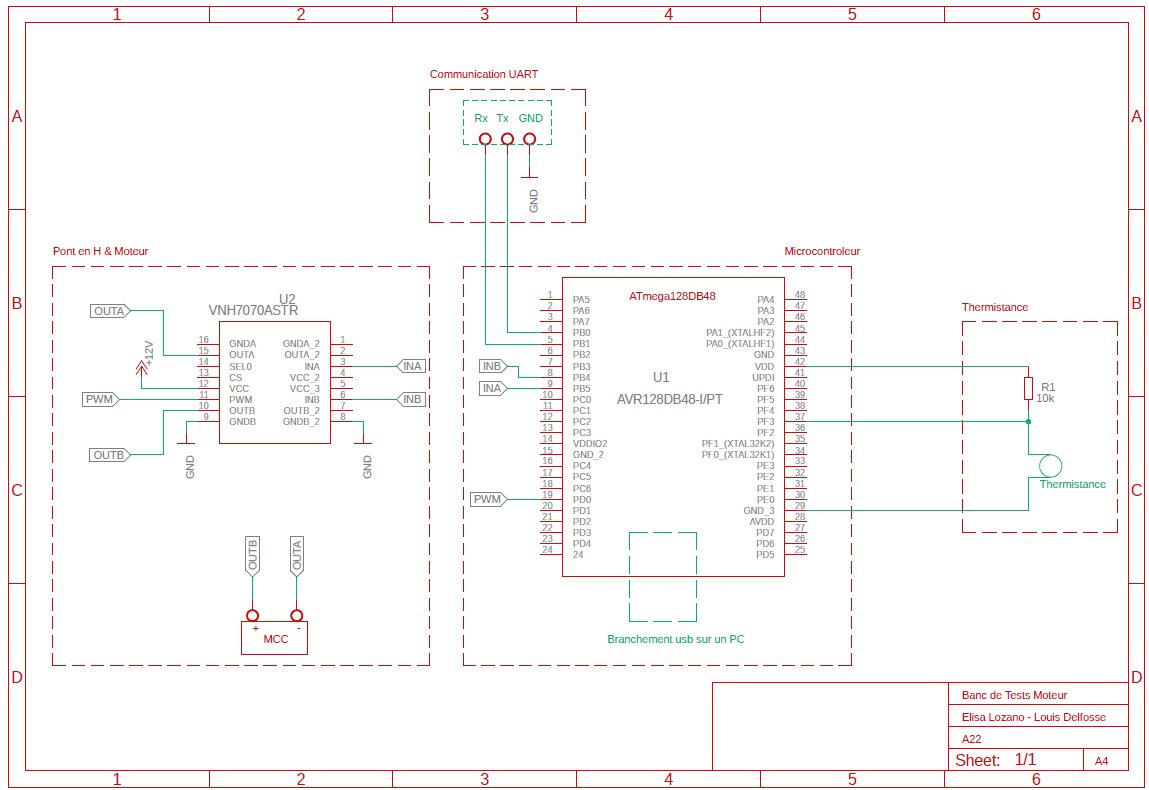 1 2 3 4 5 6
A
B
C
D
A
B
C
D
Communication UART
Rx Tx GND
GND
Pont en H & Moteur
OUTA
+12V
PWM
OUTB
U2
VNH7070ASTR
16 GNDA GNDA_2 1
15 OUTA OUTA_2 2
14 SEL0 INA 3
13 CS VCC_2 4
12 VCC VCC_3 5
11 PWM INB 6
10 OUTB OUTB_2 7
9 GNDB GNDB_2 8
INA
INB
GND
GND
OUTB
OUTA
+ -
MCC
Microcontroleur
ATmega128DB48
U1
AVR128DB48-I/PT
INB
INA
PWM
1 PA5 PA4 48
2 PA6 PA3 47
3 PA7 PA2 46
4 PB0 PA1_(XTALHF2) 45
5 PB1 PA0_(XTALHF1) 44
6 PB2 GND 43
7 PB3 VDD 42
8 PB4 UPDI 41
9 PB5 PF6 40
10 PC0 PF5 39
11 PC1 PF4 38
12 PC2 PF3 37
13 PC3 PF2 36
14 VDDIO2 PF1_(XTAL32K2) 35
15 GND_2 PF0_(XTAL32K1) 34
16 PC4 PE3 33
17 PC5 PE2 32
18 PC6 PE1 31
19 PD0 PE0 30
20 PD1 GND_3 29
21 PD2 AVDD 28
22 PD3 PD7 27
23 PD4 PD6 26
24 24 PD5 25
Branchement usb sur un PC
Thermistance
R1
10k
Thermistance
Banc de Tests Moteur
Elisa Lozano - Louis Delfosse
A22
Sheet: 1/1 A4
1 2 3 4 5 6